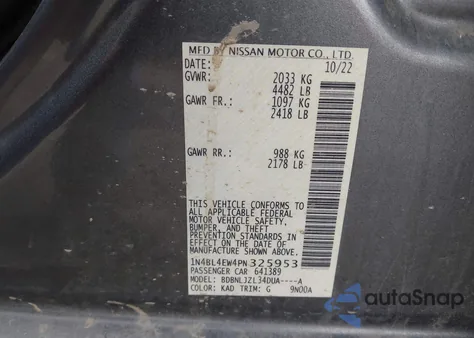 MFD BY NISSAN MOTOR CO., LTD.
DATE: 10/22
GVWR: 2033 KG
4482 LB
GAWR FR.: 1097 KG
2418 LB
GAWR RR.: 988 KG
2178 LB
THIS VEHICLE CONFORMS TO
ALL APPLICABLE FEDERAL
MOTOR VEHICLE SAFETY,
BUMPER, AND THEFT
PREVENTION STANDARDS IN
EFFECT ON THE DATE OF
MANUFACTURE SHOWN ABOVE.
1N4BL4EW4PN325953
PASSENGER CAR 641389
MODEL: BDBNLJZL34DUA----A
COLOR: KAD TRIM: G 9N00A
autoSnap